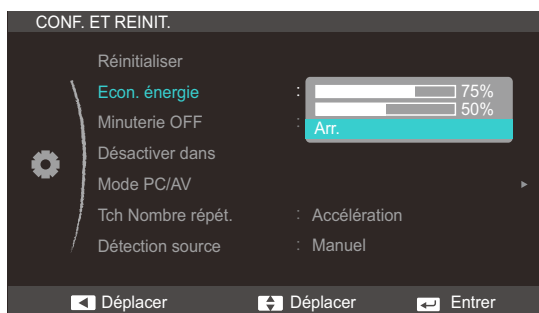 CONF. ET REINIT.
Réinitialiser
Econ. énergie :
75%
50%
Arr.
Minuterie OFF :
Désactiver dans
Mode PC/AV
Tch Nombre répét. : Accélération
Détection source : Manuel
Déplacer Déplacer Entrer